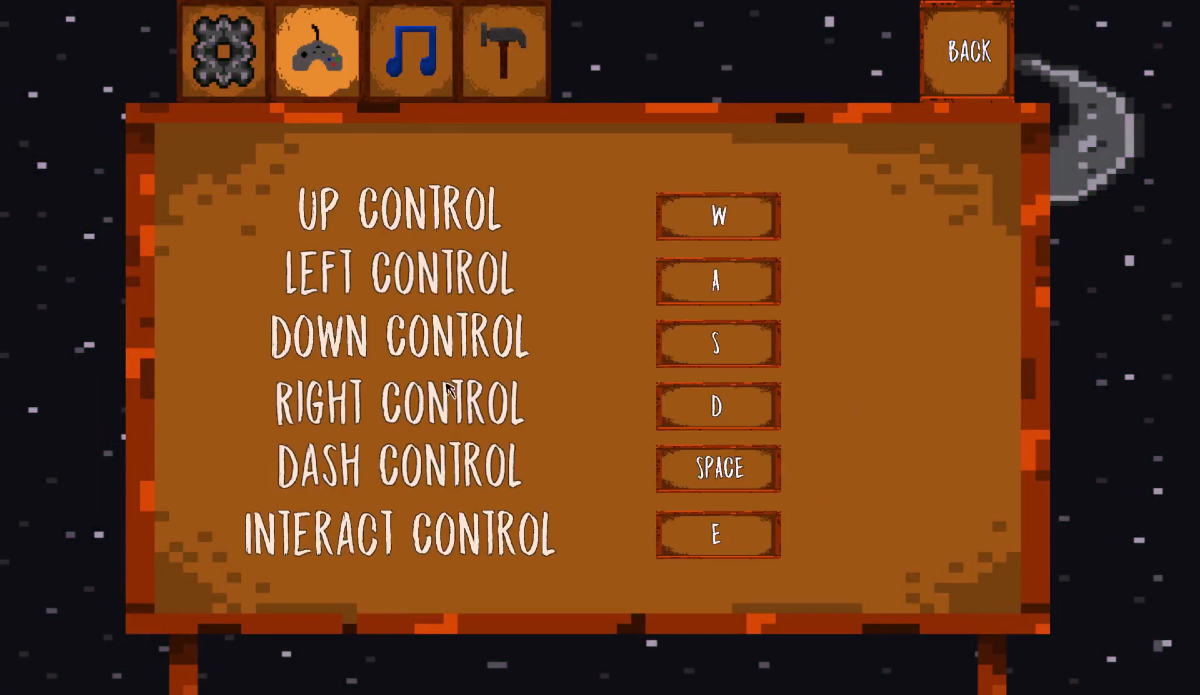 BACK
UP CONTROL W
LEFT CONTROL A
DOWN CONTROL S
RIGHT CONTROL D
DASH CONTROL SPACE
INTERACT CONTROL E